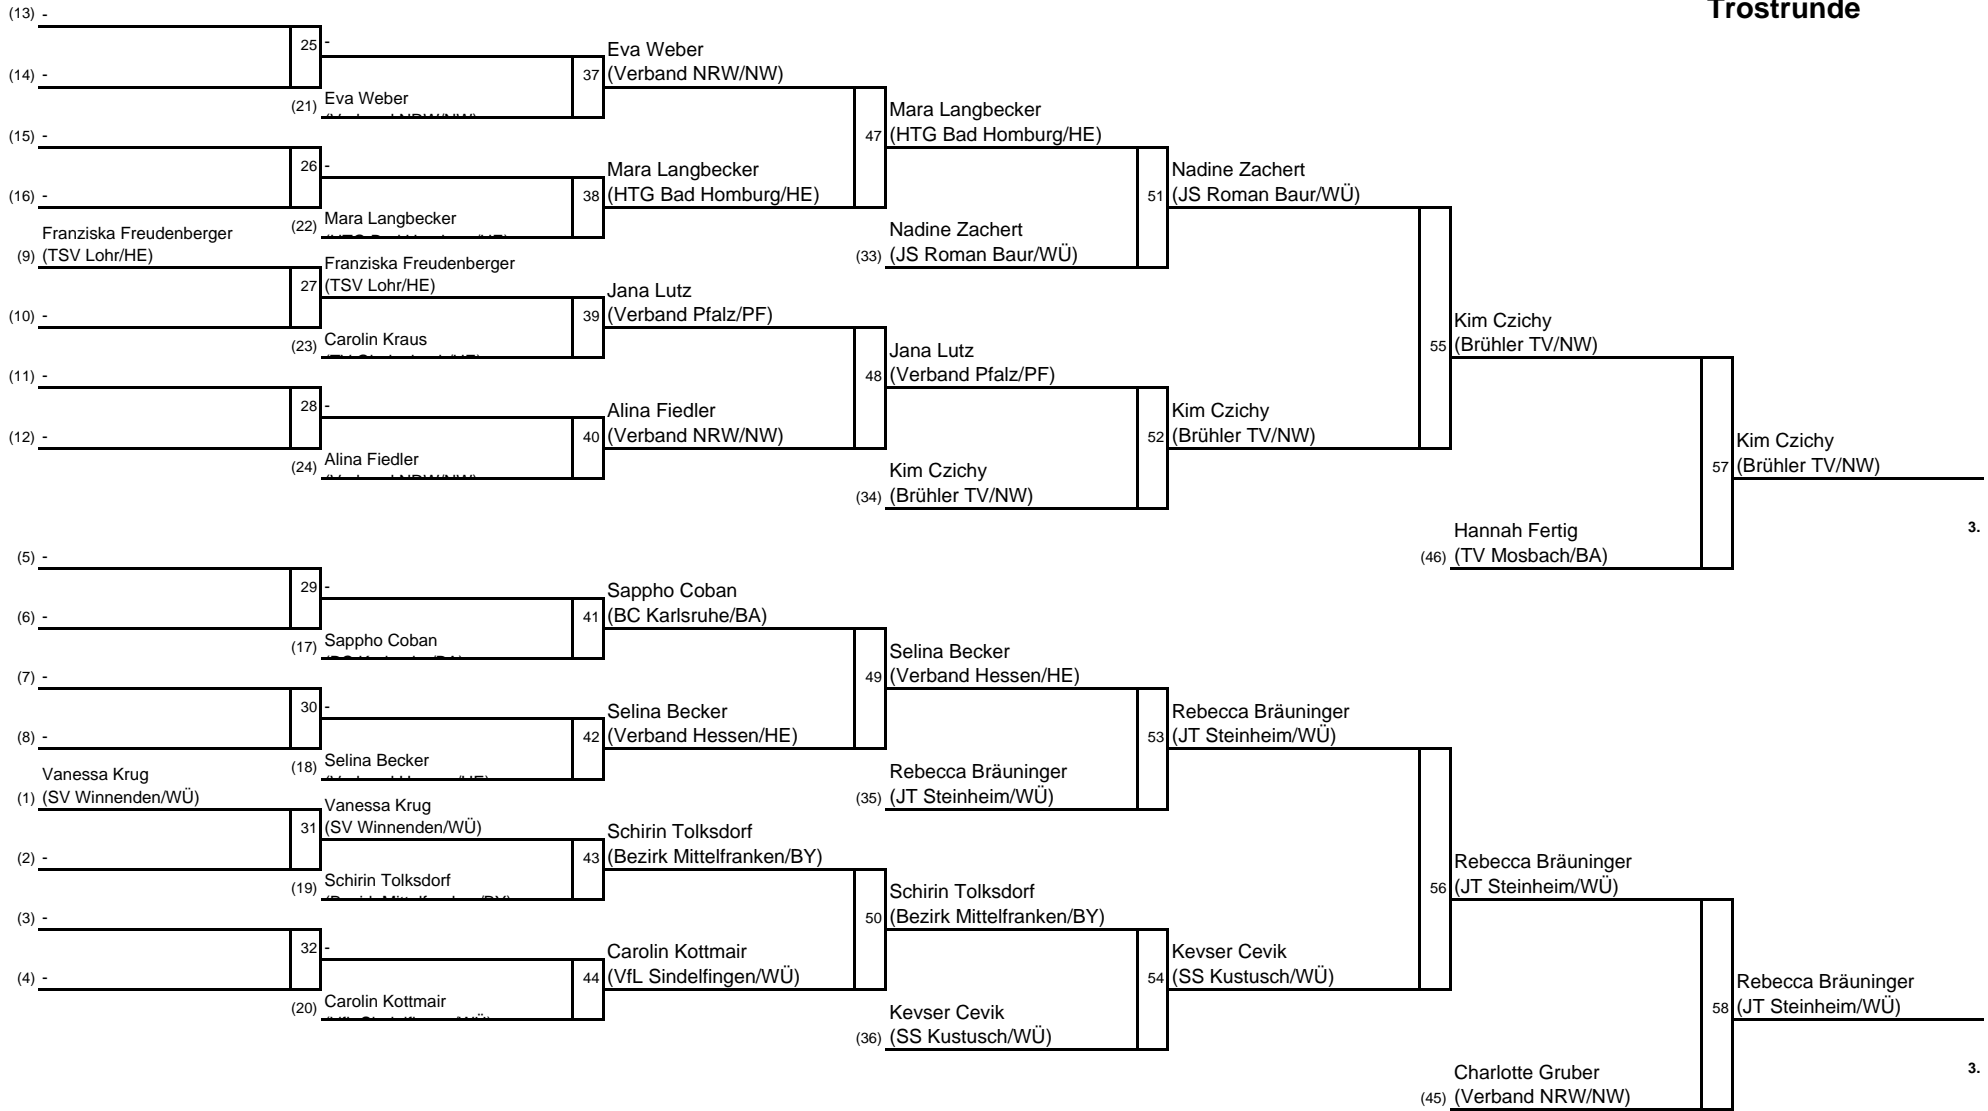 Trostrunde
(13) -
25 -
Eva Weber
(14) -
37 (Verband NRW/NW)
(21) Eva Weber
Mara Langbecker
(15) -
47 (HTG Bad Homburg/HE)
26 -
Mara Langbecker
Nadine Zachert
(16) -
38 (HTG Bad Homburg/HE)
51 (JS Roman Baur/WÜ)
(22) Mara Langbecker
Franziska Freudenberger
(9) (TSV Lohr/HE)
Nadine Zachert
(33) (JS Roman Baur/WÜ)
Franziska Freudenberger
27 (TSV Lohr/HE)
Jana Lutz
(10) -
39 (Verband Pfalz/PF)
Kim Czichy
55 (Brühler TV/NW)
(23) Carolin Kraus
Jana Lutz
(11) -
48 (Verband Pfalz/PF)
28 -
Alina Fiedler
Kim Czichy
(12) -
40 (Verband NRW/NW)
52 (Brühler TV/NW)
Kim Czichy
57 (Brühler TV/NW)
(24) Alina Fiedler
Kim Czichy
(34) (Brühler TV/NW)
3.
Hannah Fertig
(46) (TV Mosbach/BA)
(5) -
29 -
Sappho Coban
(6) -
41 (BC Karlsruhe/BA)
(17) Sappho Coban
Selina Becker
(7) -
49 (Verband Hessen/HE)
30 -
Selina Becker
Rebecca Bräuninger
(8) -
42 (Verband Hessen/HE)
53 (JT Steinheim/WÜ)
(18) Selina Becker
Vanessa Krug
(1) (SV Winnenden/WÜ)
Rebecca Bräuninger
(35) (JT Steinheim/WÜ)
Vanessa Krug
31 (SV Winnenden/WÜ)
Schirin Tolksdorf
(2) -
43 (Bezirk Mittelfranken/BY)
Rebecca Bräuninger
56 (JT Steinheim/WÜ)
(19) Schirin Tolksdorf
Schirin Tolksdorf
(3) -
50 (Bezirk Mittelfranken/BY)
32 -
Carolin Kottmair
Kevser Cevik
(4) -
44 (VfL Sindelfingen/WÜ)
54 (SS Kustusch/WÜ)
Rebecca Bräuninger
58 (JT Steinheim/WÜ)
(20) Carolin Kottmair
Kevser Cevik
(36) (SS Kustusch/WÜ)
3.
Charlotte Gruber
(45) (Verband NRW/NW)